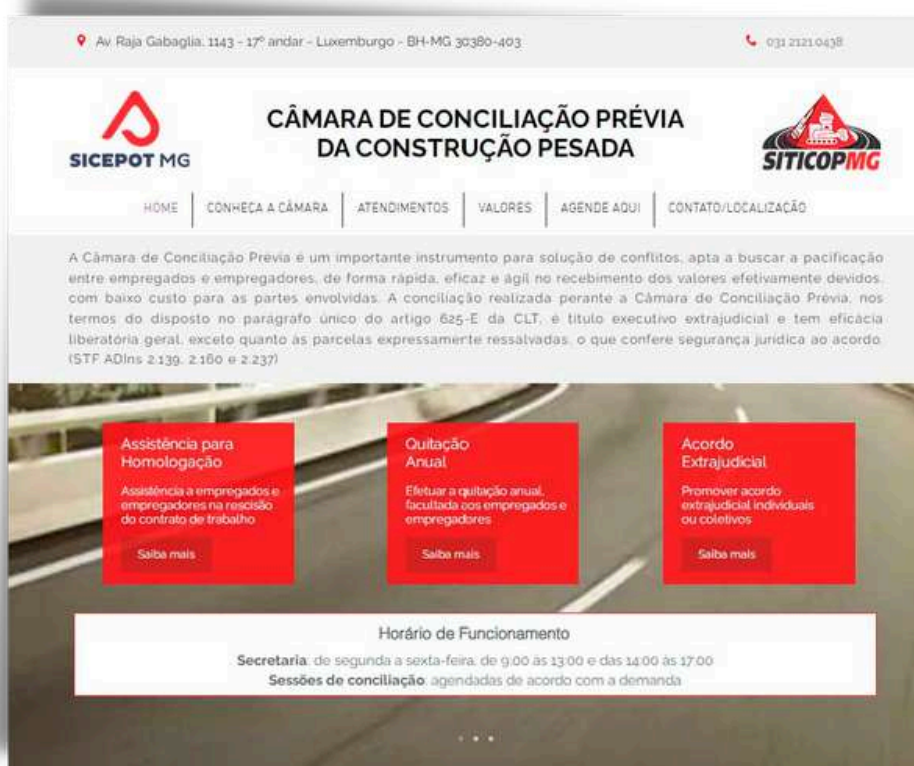 Av. Raja Gabaglia, 1143 - 17º andar - Luxemburgo - BH-MG 30380-403
031 2121.0438
SICEPOT MG
CÂMARA DE CONCILIAÇÃO PRÉVIA
DA CONSTRUÇÃO PESADA
SITICOPMG
HOME
CONHEÇA A CÂMARA
ATENDIMENTOS
VALORES
AGENDE AQUI
CONTATO/LOCALIZAÇÃO
A Câmara de Conciliação Prévia é um importante instrumento para solução de conflitos, apta a buscar a pacificação
entre empregados e empregadores, de forma rápida, eficaz e ágil no recebimento dos valores efetivamente devidos,
com baixo custo para as partes envolvidas. A conciliação realizada perante a Câmara de Conciliação Prévia, nos
termos do disposto no parágrafo único do artigo 625-E da CLT, é título executivo extrajudicial e tem eficácia
liberatória geral, exceto quanto às parcelas expressamente ressalvadas, o que confere segurança jurídica ao acordo.
(STF ADIns 2.139, 2.160 e 2.237)
Assistência para
Homologação
Assistência a empregados e
empregadores na rescisão
do contrato de trabalho
Saiba mais
Quitação
Anual
Efetuar a quitação anual,
facultada aos empregados e
empregadores
Saiba mais
Acordo
Extrajudicial
Promover acordo
extrajudicial individuais
ou coletivos
Saiba mais
Horário de Funcionamento
Secretaria: de segunda a sexta-feira, de 9:00 às 13:00 e das 14:00 às 17:00
Sessões de conciliação: agendadas de acordo com a demanda